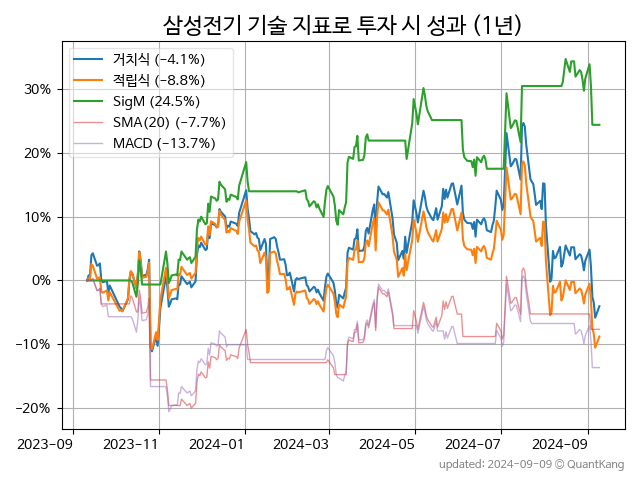 삼성전기 기술 지표로 투자 시 성과 (1년)
거치식 (−4.1%)
적립식 (−8.8%)
SigM (24.5%)
SMA(20) (−7.7%)
MACD (−13.7%)
30%
20%
10%
0%
−10%
−20%
2023-09 2023-11 2024-01 2024-03 2024-05 2024-07 2024-09
updated: 2024-09-09 © QuantKang